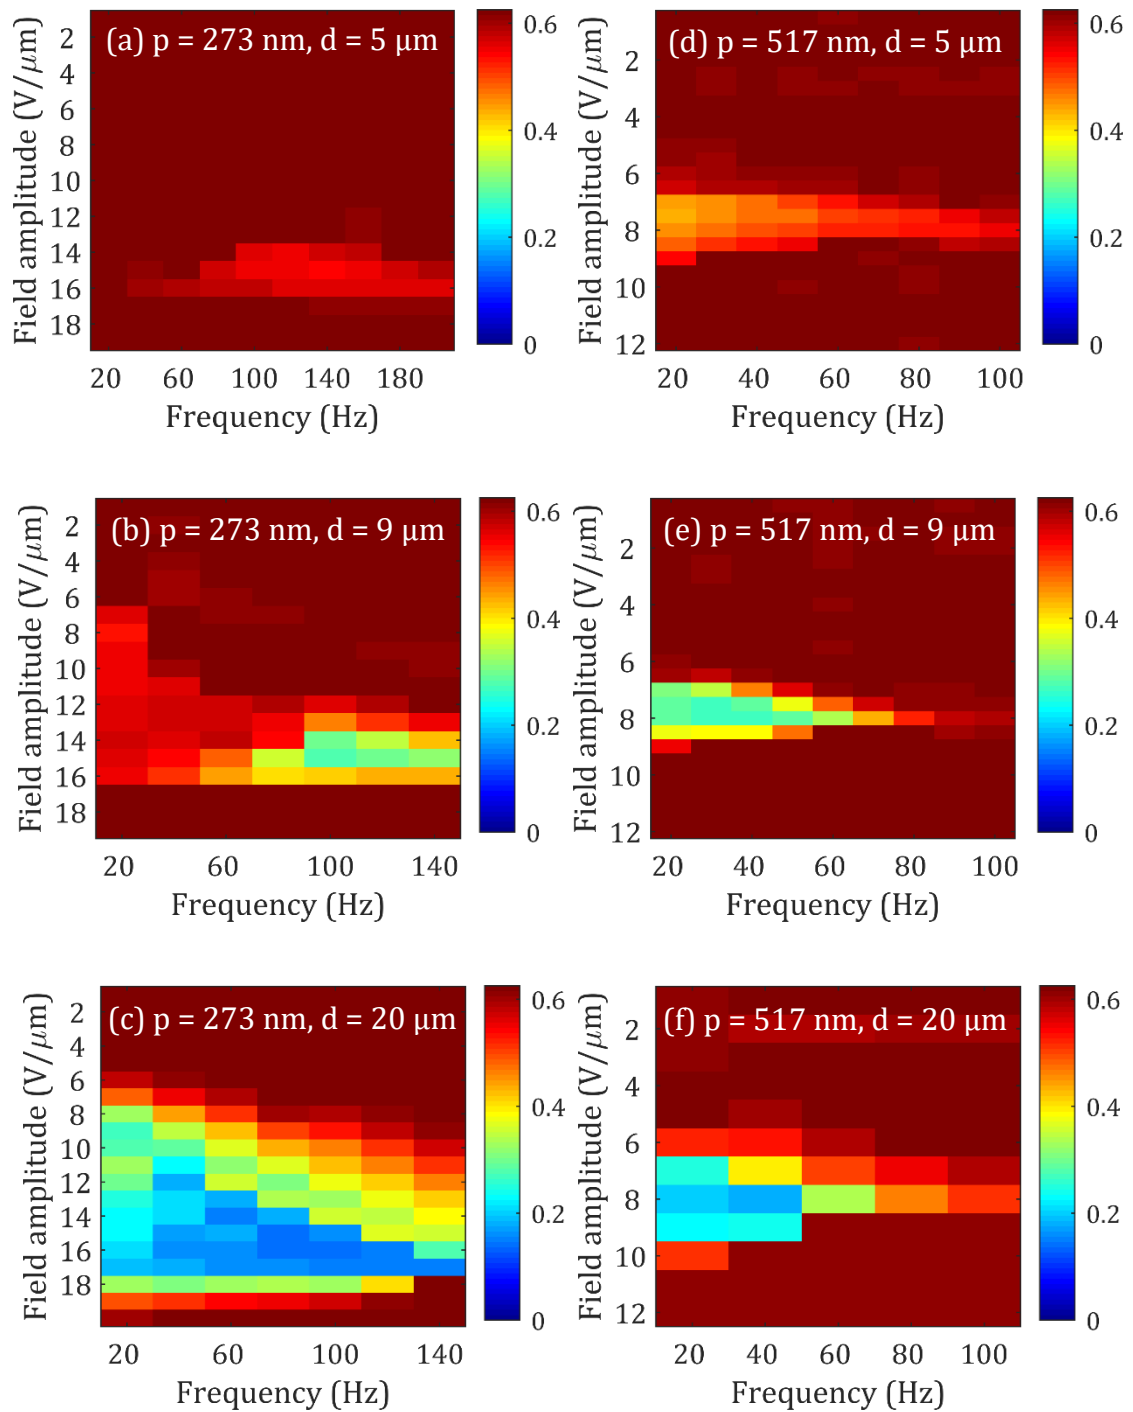 (a) p = 273 nm, d = 5 μm
Field amplitude (V/μm)
2
4
6
8
10
12
14
16
18
20 60 100 140 180
Frequency (Hz)
0.6
0.4
0.2
0
(d) p = 517 nm, d = 5 μm
Field amplitude (V/μm)
2
4
6
8
10
12
20 40 60 80 100
Frequency (Hz)
0.6
0.4
0.2
0
(b) p = 273 nm, d = 9 μm
Field amplitude (V/μm)
2
4
6
8
10
12
14
16
18
20 60 100 140
Frequency (Hz)
0.6
0.4
0.2
0
(e) p = 517 nm, d = 9 μm
Field amplitude (V/μm)
2
4
6
8
10
12
20 40 60 80 100
Frequency (Hz)
0.6
0.4
0.2
0
(c) p = 273 nm, d = 20 μm
Field amplitude (V/μm)
2
4
6
8
10
12
14
16
18
20 60 100 140
Frequency (Hz)
0.6
0.4
0.2
0
(f) p = 517 nm, d = 20 μm
Field amplitude (V/μm)
2
4
6
8
10
12
20 40 60 80 100
Frequency (Hz)
0.6
0.4
0.2
0